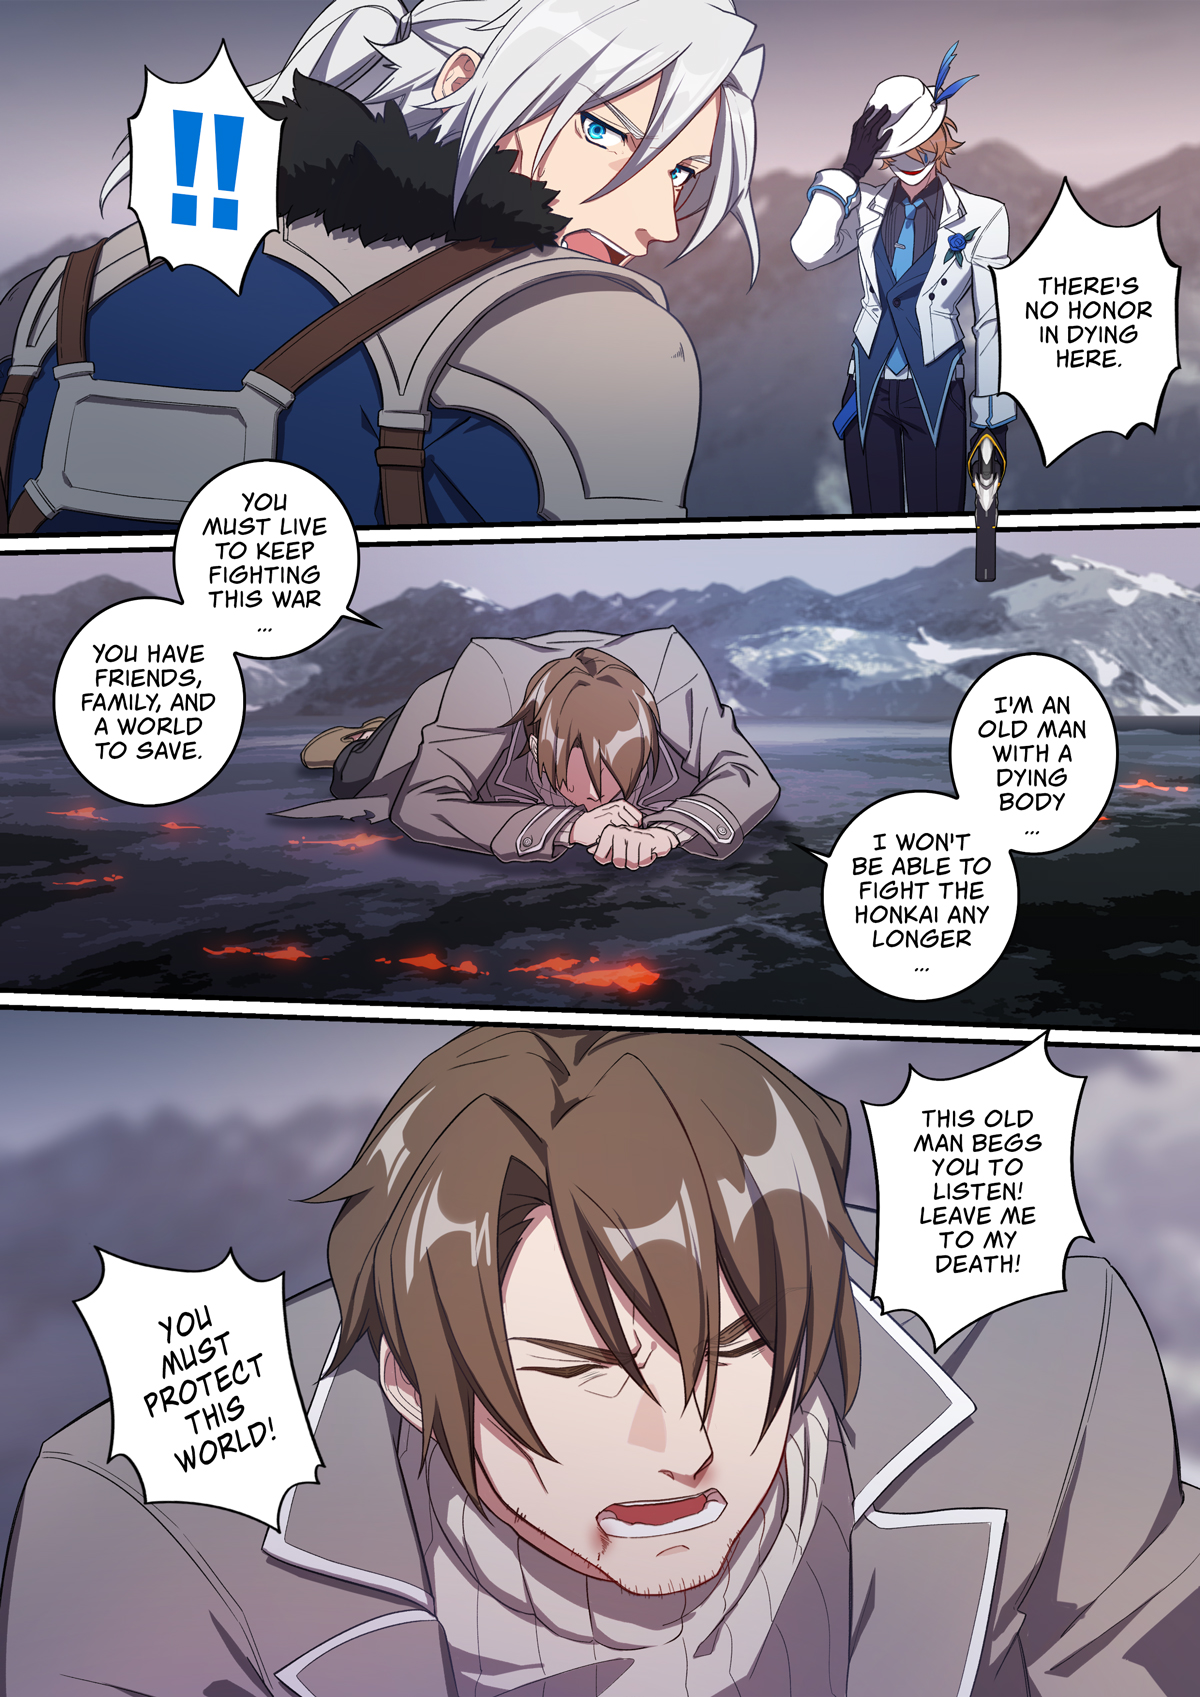 !!
THERE'S
NO HONOR
IN DYING
HERE.
YOU
MUST LIVE
TO KEEP
FIGHTING
THIS WAR
...
YOU HAVE
FRIENDS,
FAMILY, AND
A WORLD
TO SAVE.
I'M AN
OLD MAN
WITH A
DYING
BODY
...
I WON'T
BE ABLE TO
FIGHT THE
HONKAI ANY
LONGER
...
THIS OLD
MAN BEGS
YOU TO
LISTEN!
LEAVE ME
TO MY
DEATH!
YOU
MUST
PROTECT
THIS
WORLD!